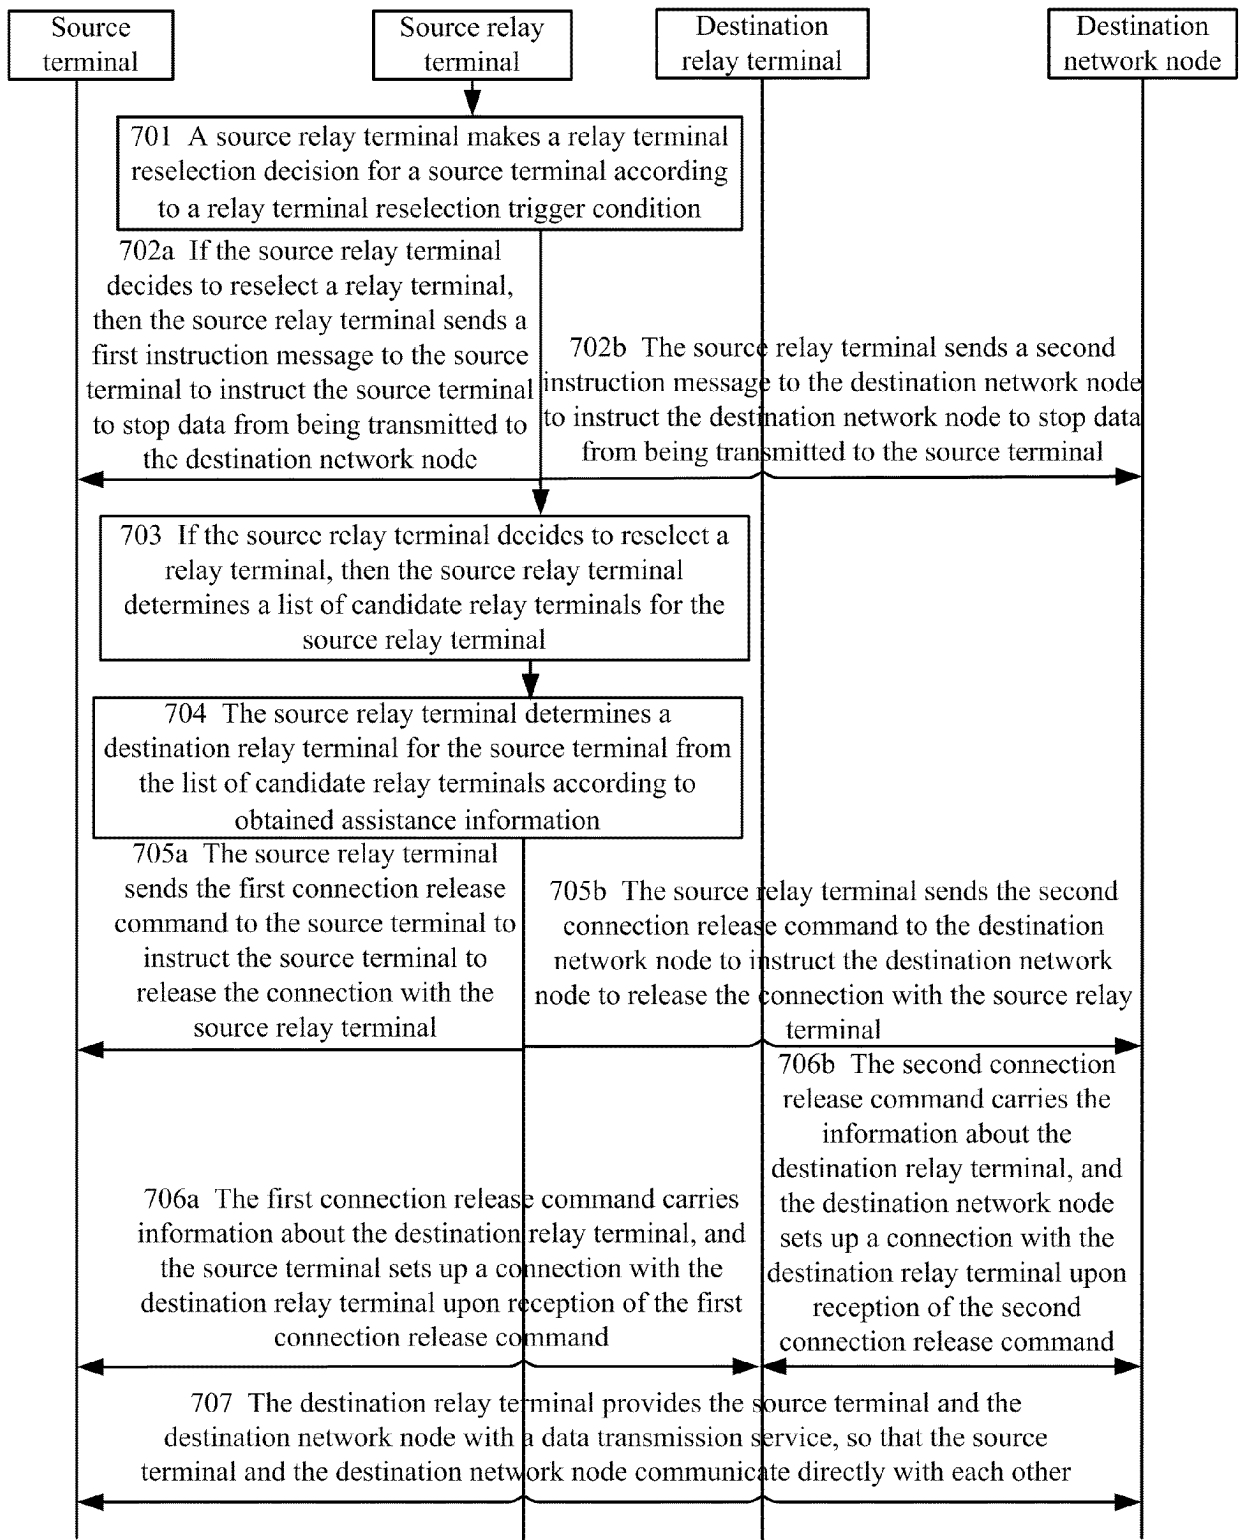 Source
terminal
Source relay
terminal
Destination
relay terminal
Destination
network node
701 A source relay terminal makes a relay terminal
reselection decision for a source terminal according
to a relay terminal reselection trigger condition
702a If the source relay terminal
decides to reselect a relay terminal,
then the source relay terminal sends a
first instruction message to the source
terminal to instruct the source terminal
to stop data from being transmitted to
the destination network node
702b The source relay terminal sends a second
instruction message to the destination network node
to instruct the destination network node to stop data
from being transmitted to the source terminal
703 If the source relay terminal decides to reselect a
relay terminal, then the source relay terminal
determines a list of candidate relay terminals for the
source relay terminal
704 The source relay terminal determines a
destination relay terminal for the source terminal from
the list of candidate relay terminals according to
obtained assistance information
705a The source relay terminal
sends the first connection release
command to the source terminal to
instruct the source terminal to
release the connection with the
source relay terminal
705b The source relay terminal sends the second
connection release command to the destination
network node to instruct the destination network
node to release the connection with the source relay
terminal
706b The second connection
release command carries the
information about the
destination relay terminal, and
the destination network node
sets up a connection with the
destination relay terminal upon
reception of the second
connection release command
706a The first connection release command carries
information about the destination relay terminal, and
the source terminal sets up a connection with the
destination relay terminal upon reception of the first
connection release command
707 The destination relay terminal provides the source terminal and the
destination network node with a data transmission service, so that the source
terminal and the destination network node communicate directly with each other